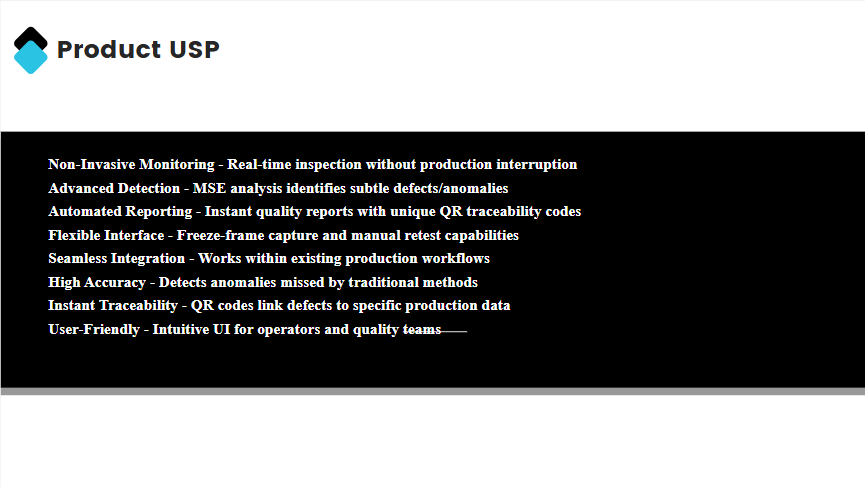 Product USP
Non-Invasive Monitoring - Real-time inspection without production interruption
Advanced Detection - MSE analysis identifies subtle defects/anomalies
Automated Reporting - Instant quality reports with unique QR traceability codes
Flexible Interface - Freeze-frame capture and manual retest capabilities
Seamless Integration - Works within existing production workflows
High Accuracy - Detects anomalies missed by traditional methods
Instant Traceability - QR codes link defects to specific production data
User-Friendly - Intuitive UI for operators and quality teams